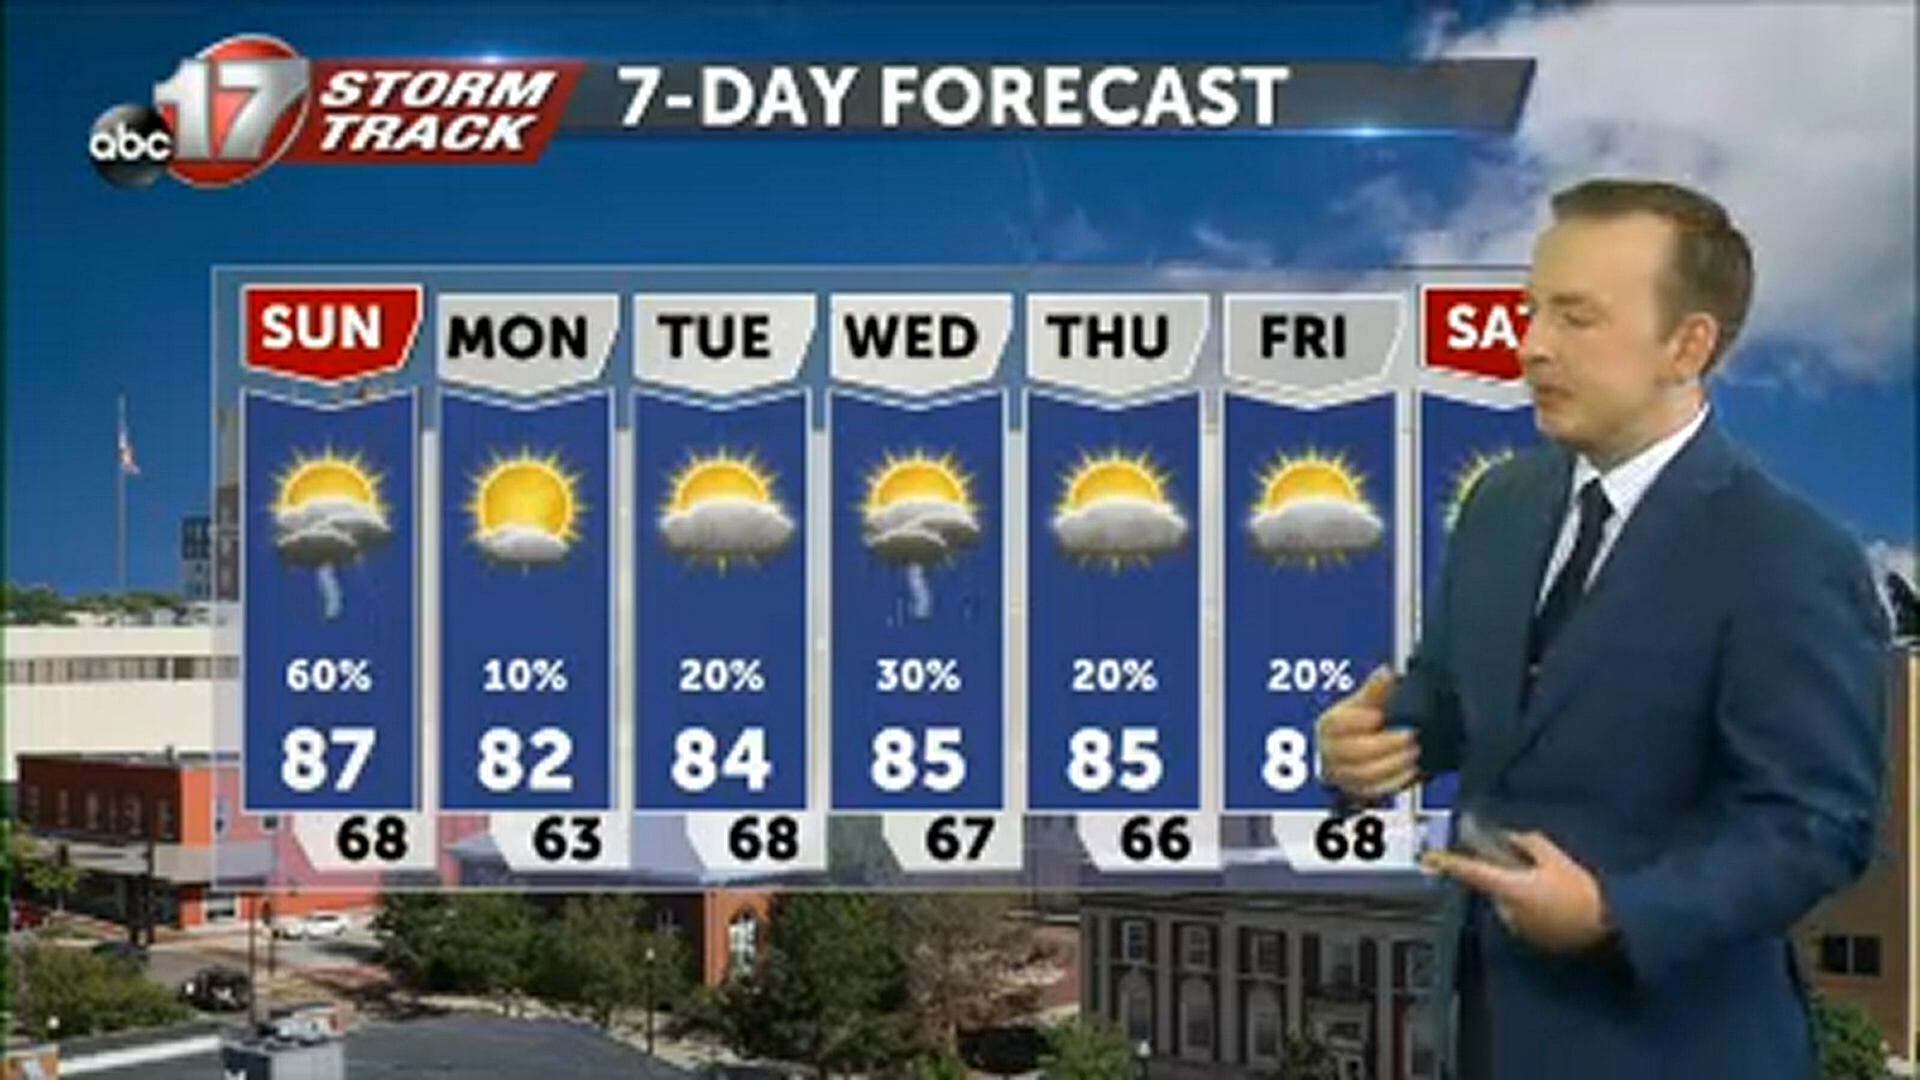 abc 17 STORM TRACK
7-DAY FORECAST
SUN MON TUE WED THU FRI
60% 10% 20% 30% 20% 20%
87 82 84 85 85
68 63 68 67 66 68